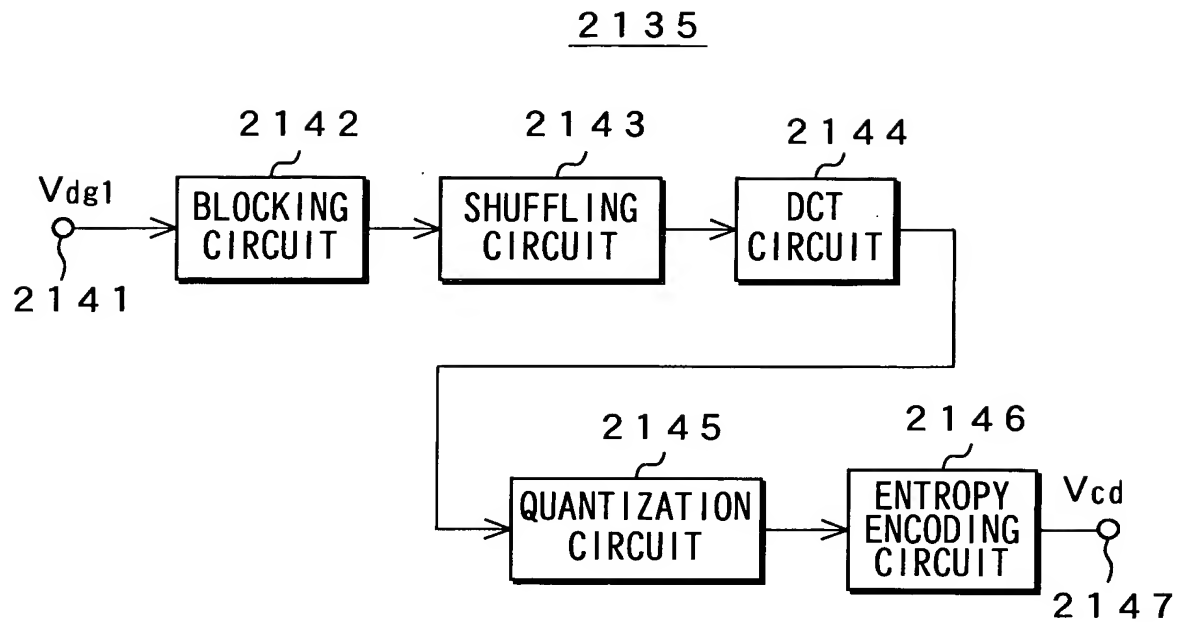 2135
2142
2143
2144
Vdg1
BLOCKING
CIRCUIT
SHUFFLING
CIRCUIT
DCT
CIRCUIT
2141
2145
2146
QUANTIZATION
CIRCUIT
ENTROPY
ENCODING
CIRCUIT
Vcd
2147